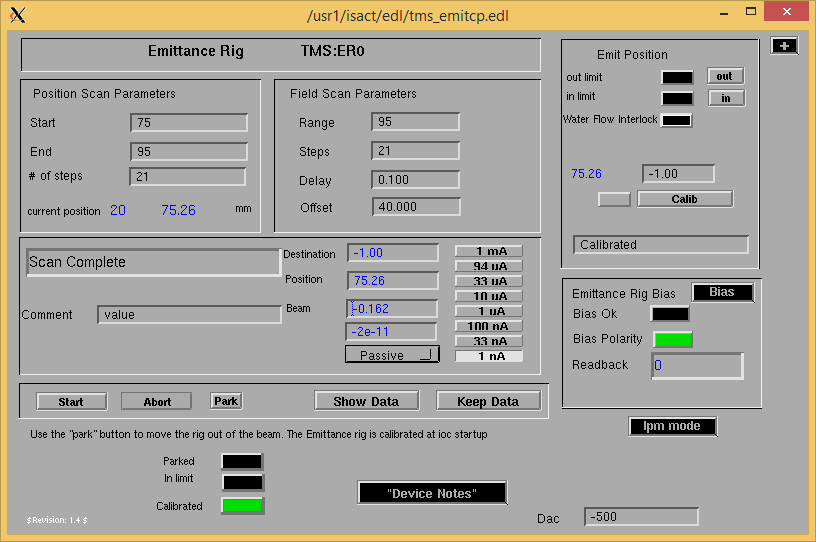 /usr1/isact/edl/tms_emitcp.edl
Emittance Rig TMS:ER0
+
Position Scan Parameters
Start 75
End 95
# of steps 21
current position 20 75.26 mm
Field Scan Parameters
Range 95
Steps 21
Delay 0.100
Offset 40.000
Emit Position
out limit out
in limit in
Water Flow Interlock
75.26 -1.00
Calib
Calibrated
Scan Complete
Comment value
Destination -1.00
Position 75.26
Beam -0.162
-2e-11
Passive
1 mA
94 uA
33 uA
10 uA
1 uA
100 nA
33 nA
1 nA
Emittance Rig Bias Bias
Bias Ok
Bias Polarity
Readback 0
Start Abort Park Show Data Keep Data
Ipm mode
Use the "park" button to move the rig out of the beam. The Emittance rig is calibrated at ioc startup
Parked
In limit
Calibrated
"Device Notes"
Dac -500
$Revision: 1.4 $